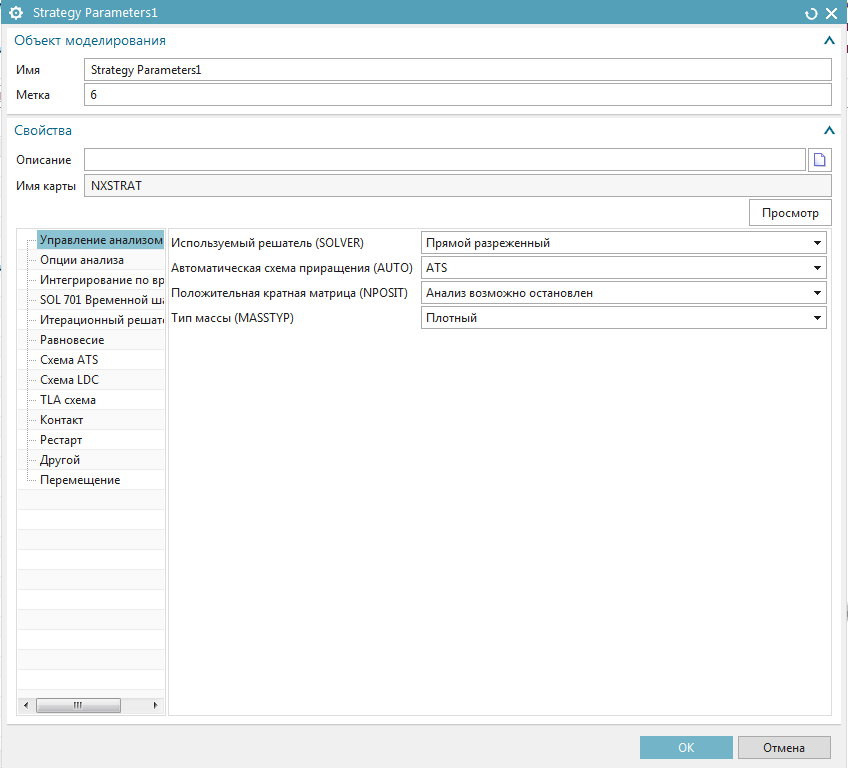 Strategy Parameters1
Объект моделирования
Имя Strategy Parameters1
Метка 6
Свойства
Описание
Имя карты NXSTRAT
Просмотр
Управление анализом
Опции анализа
Интегрирование по вр
SOL 701 Временной ша
Итерационный решате
Равновесие
Схема ATS
Схема LDC
TLA схема
Контакт
Рестарт
Другой
Перемещение
Используемый решатель (SOLVER) Прямой разреженный
Автоматическая схема приращения (AUTO) ATS
Положительная кратная матрица (NPOSIT) Анализ возможно остановлен
Тип массы (MASSTYP) Плотный
OK Отмена